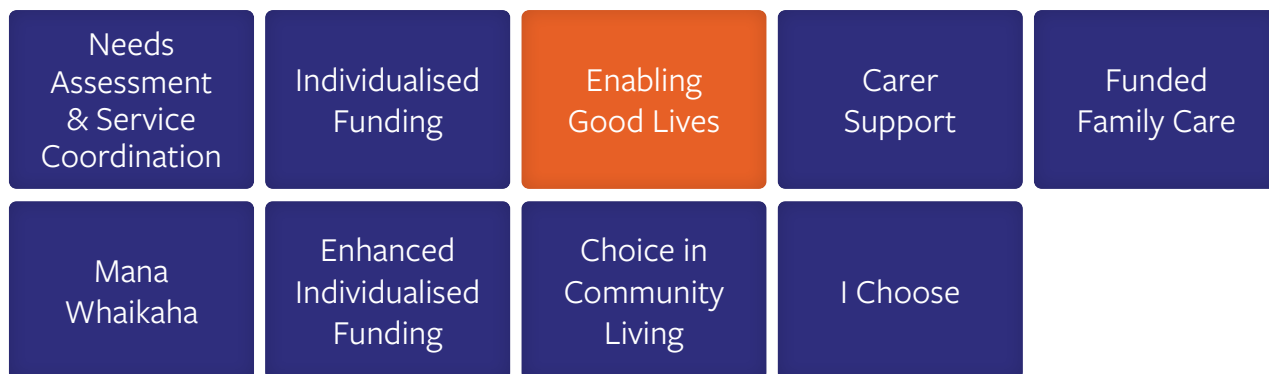 Needs
Assessment
& Service
Coordination
Individualised
Funding
Enabling
Good Lives
Carer
Support
Funded
Family Care
Mana
Whaikaha
Enhanced
Individualised
Funding
Choice in
Community
Living
I Choose